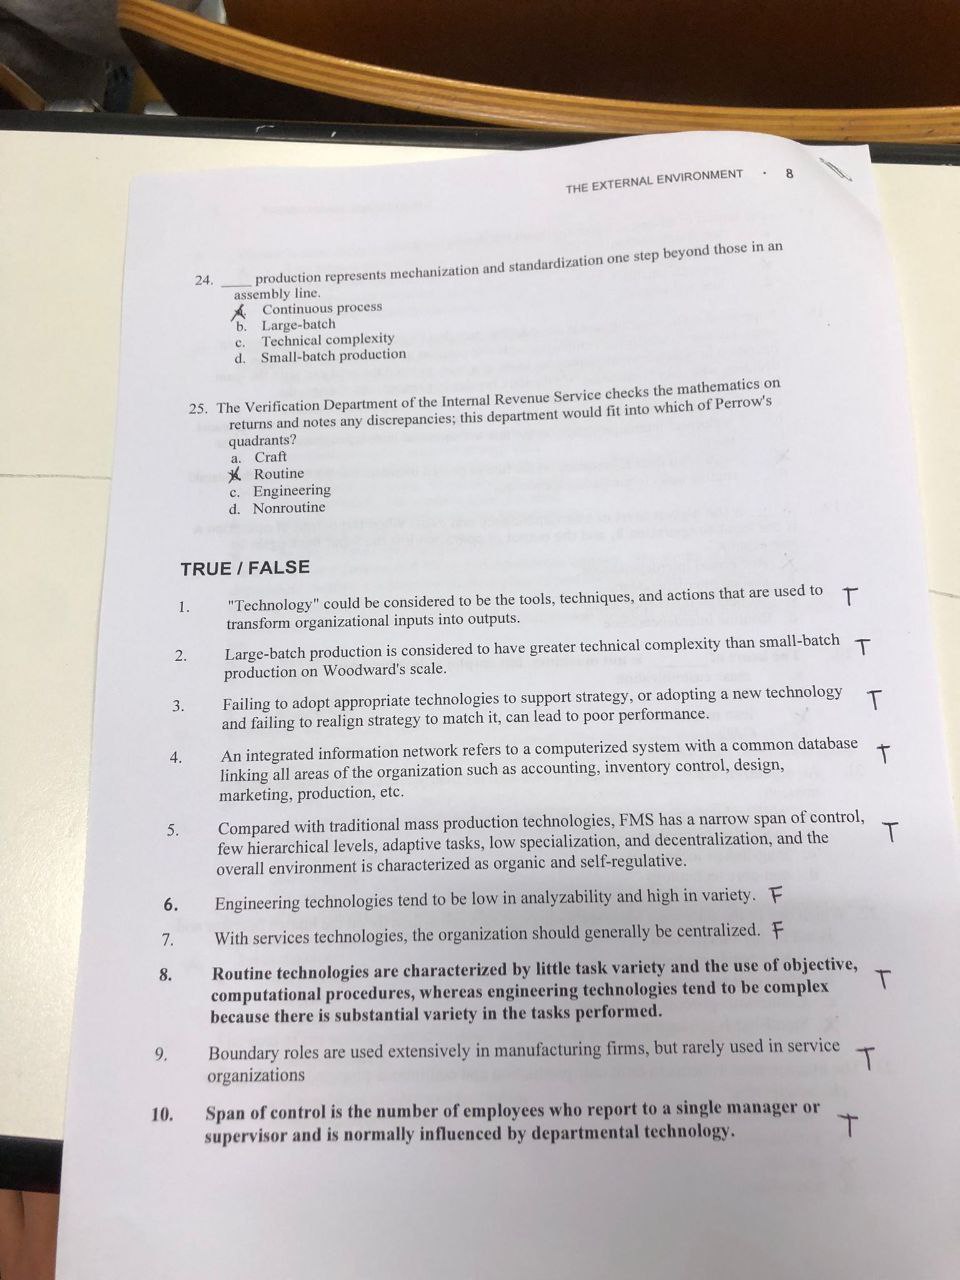 THE EXTERNAL ENVIRONMENT · 8
24. ____ production represents mechanization and standardization one step beyond those in an
assembly line.
a. Continuous process
b. Large-batch
c. Technical complexity
d. Small-batch production
25. The Verification Department of the Internal Revenue Service checks the mathematics on
returns and notes any discrepancies; this department would fit into which of Perrow's
quadrants?
a. Craft
b. Routine
c. Engineering
d. Nonroutine
TRUE / FALSE
1. "Technology" could be considered to be the tools, techniques, and actions that are used to T
transform organizational inputs into outputs.
2. Large-batch production is considered to have greater technical complexity than small-batch T
production on Woodward's scale.
3. Failing to adopt appropriate technologies to support strategy, or adopting a new technology T
and failing to realign strategy to match it, can lead to poor performance.
4. An integrated information network refers to a computerized system with a common database T
linking all areas of the organization such as accounting, inventory control, design,
marketing, production, etc.
5. Compared with traditional mass production technologies, FMS has a narrow span of control, T
few hierarchical levels, adaptive tasks, low specialization, and decentralization, and the
overall environment is characterized as organic and self-regulative.
6. Engineering technologies tend to be low in analyzability and high in variety. F
7. With services technologies, the organization should generally be centralized. F
8. Routine technologies are characterized by little task variety and the use of objective, T
computational procedures, whereas engineering technologies tend to be complex
because there is substantial variety in the tasks performed.
9. Boundary roles are used extensively in manufacturing firms, but rarely used in service T
organizations
10. Span of control is the number of employees who report to a single manager or T
supervisor and is normally influenced by departmental technology.